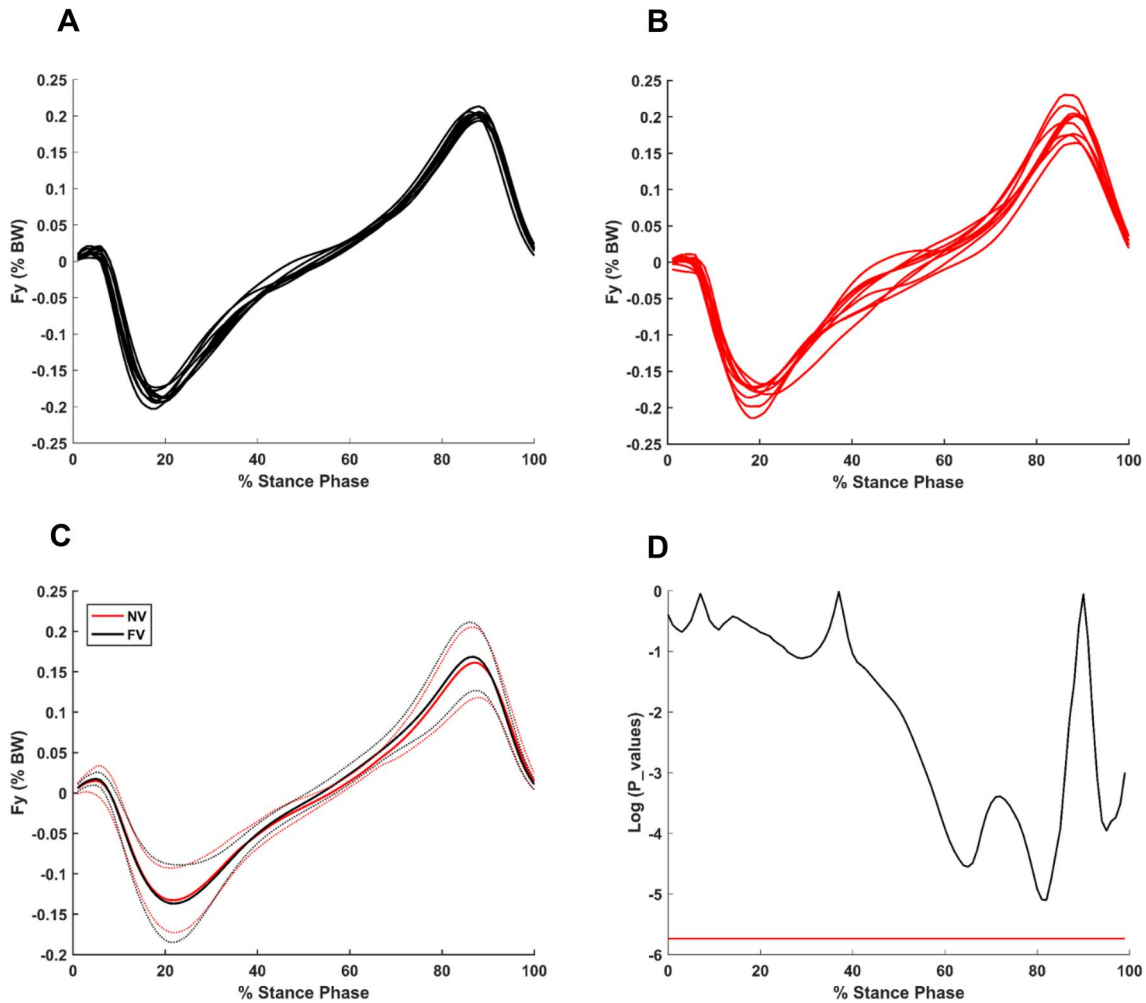 A
0.25
0.2
0.15
0.1
0.05
0
-0.05
-0.1
-0.15
-0.2
-0.25
Fy (% BW)
0 20 40 60 80 100
% Stance Phase
B
0.25
0.2
0.15
0.1
0.05
0
-0.05
-0.1
-0.15
-0.2
-0.25
Fy (% BW)
0 20 40 60 80 100
% Stance Phase
C
0.25
0.2
0.15
0.1
0.05
0
-0.05
-0.1
-0.15
-0.2
Fy (% BW)
NV
FV
0 20 40 60 80 100
% Stance Phase
D
0
-1
-2
-3
-4
-5
-6
Log (P_values)
0 20 40 60 80 100
% Stance Phase